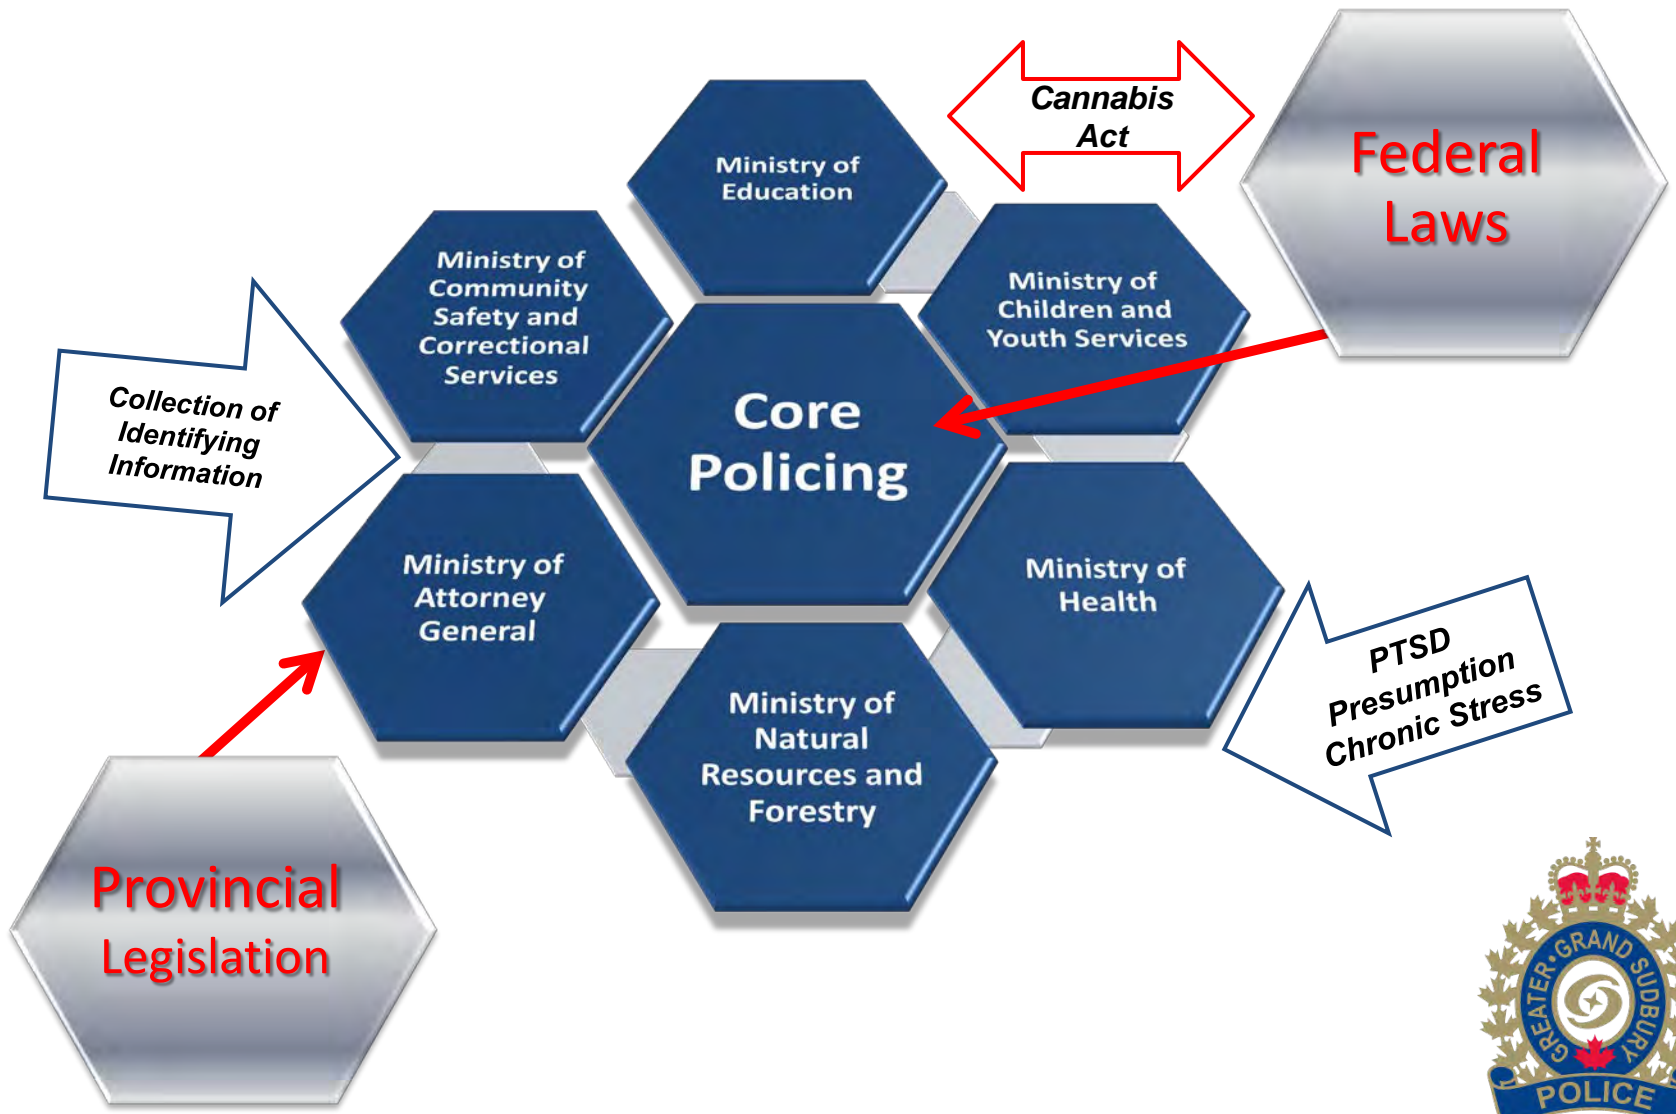 Cannabis
Act
Federal
Laws
Ministry of
Education
Ministry of
Community
Safety and
Correctional
Services
Ministry of
Children and
Youth Services
Collection of
Identifying
Information
Core
Policing
Ministry of
Attorney
General
Ministry of
Health
PTSD
Presumption
Chronic Stress
Ministry of
Natural
Resources and
Forestry
Provincial
Legislation
GREATER•GRAND SUDBURY
POLICE